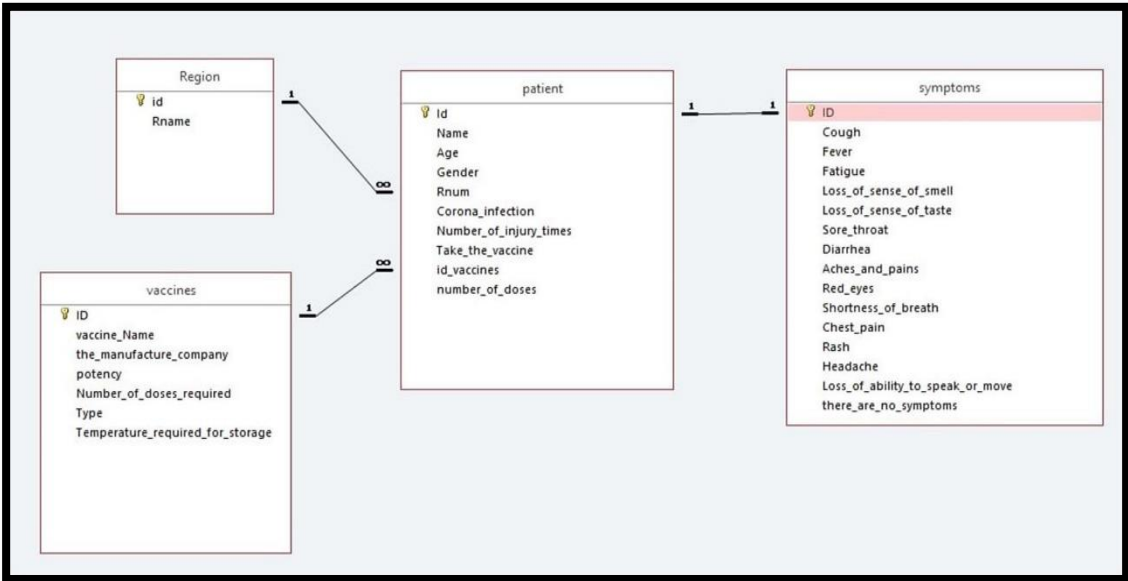 Region
id
Rname
1
∞
patient
Id
Name
Age
Gender
Rnum
Corona_infection
Number_of_injury_times
Take_the_vaccine
id_vaccines
number_of_doses
1
1
symptoms
ID
Cough
Fever
Fatigue
Loss_of_sense_of_smell
Loss_of_sense_of_taste
Sore_throat
Diarrhea
Aches_and_pains
Red_eyes
Shortness_of_breath
Chest_pain
Rash
Headache
Loss_of_ability_to_speak_or_move
there_are_no_symptoms
vaccines
ID
vaccine_Name
the_manufacture_company
potency
Number_of_doses_required
Type
Temperature_required_for_storage
1
∞